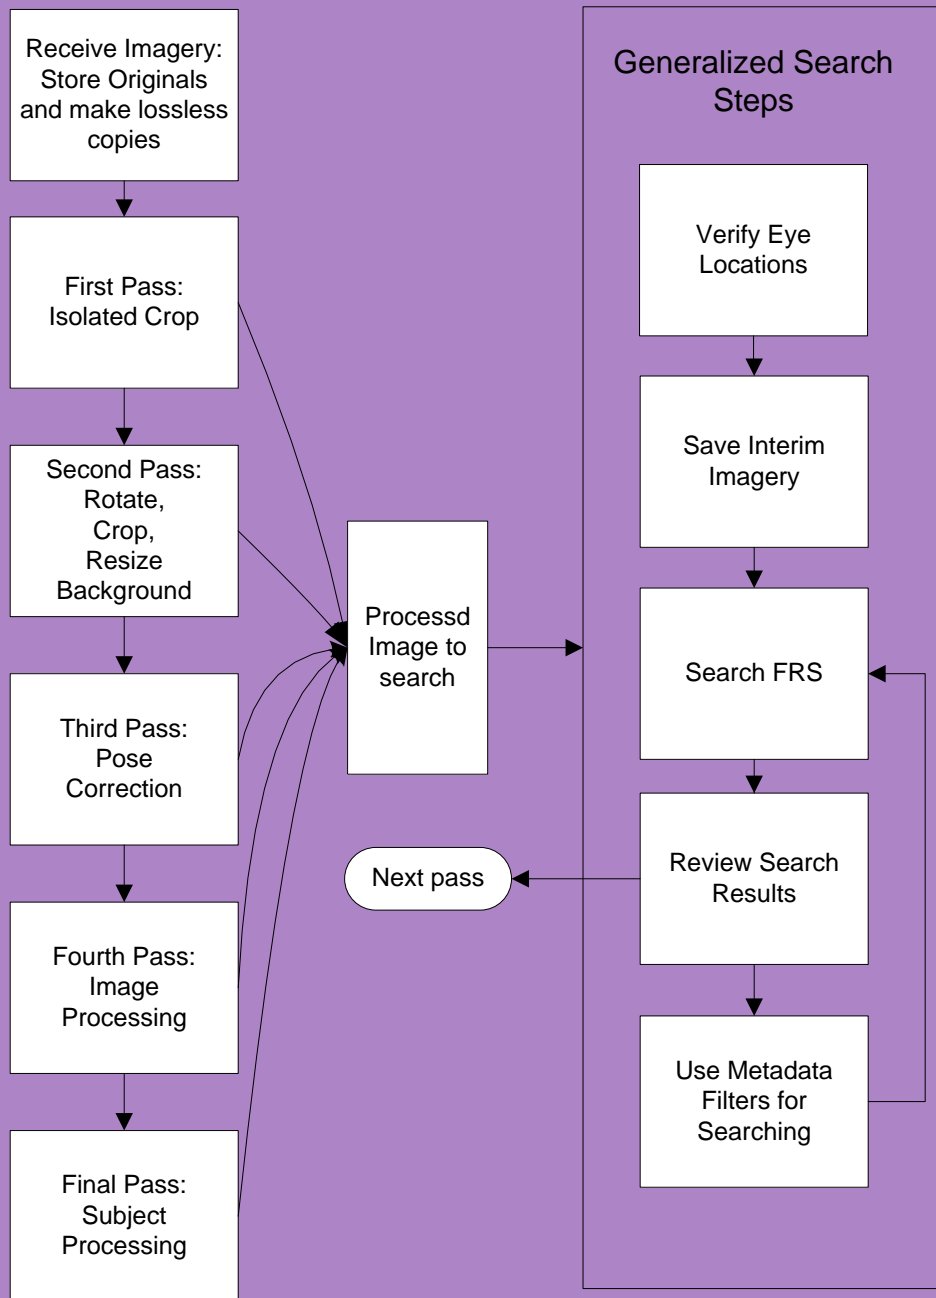 Receive Imagery:
Store Originals
and make lossless
copies
First Pass:
Isolated Crop
Second Pass:
Rotate,
Crop,
Resize
Background
Third Pass:
Pose
Correction
Fourth Pass:
Image
Processing
Final Pass:
Subject
Processing
Processd
Image to
search
Next pass
Generalized Search
Steps
Verify Eye
Locations
Save Interim
Imagery
Search FRS
Review Search
Results
Use Metadada
Filters for
Searching